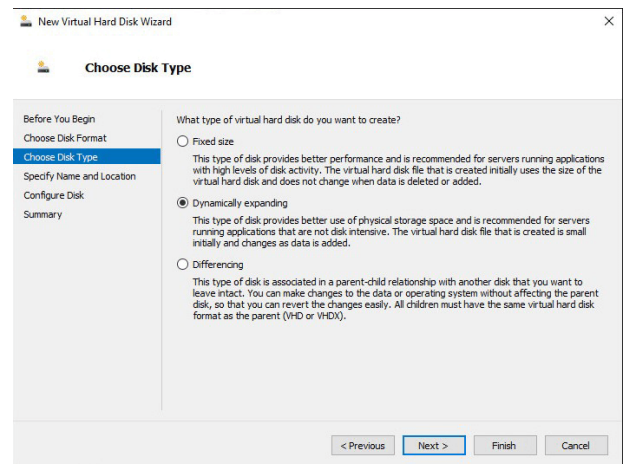 New Virtual Hard Disk Wizard
Choose Disk Type
Before You Begin
Choose Disk Format
Choose Disk Type
Specify Name and Location
Configure Disk
Summary
What type of virtual hard disk do you want to create?
Fixed size
This type of disk provides better performance and is recommended for servers running applications
with high levels of disk activity. The virtual hard disk file that is created initially uses the size of the
virtual hard disk and does not change when data is deleted or added.
Dynamically expanding
This type of disk provides better use of physical storage space and is recommended for servers
running applications that are not disk intensive. The virtual hard disk file that is created is small
initially and changes as data is added.
Differencing
This type of disk is associated in a parent-child relationship with another disk that you want to
leave intact. You can make changes to the data or operating system without affecting the parent
disk, so that you can revert the changes easily. All children must have the same virtual hard disk
format as the parent (VHD or VHDX).
< Previous
Next >
Finish
Cancel